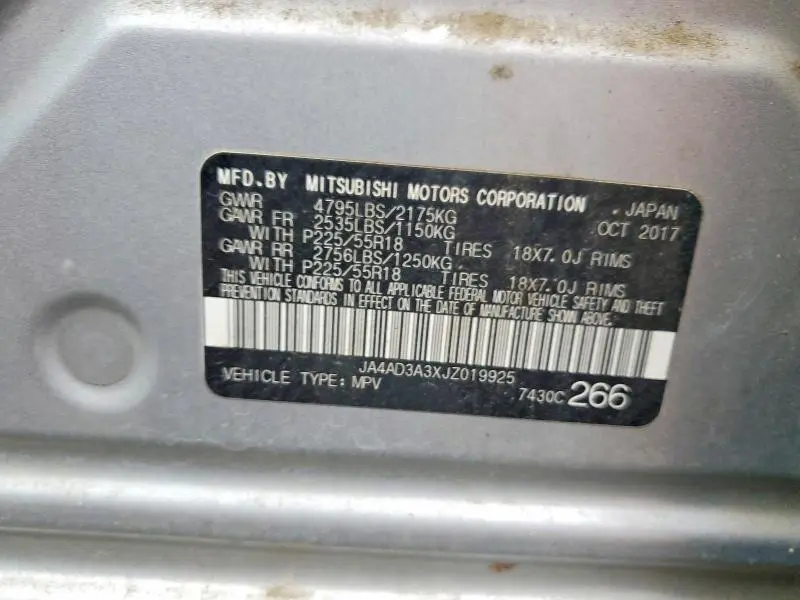 MFD.BY MITSUBISHI MOTORS CORPORATION JAPAN
GVWR 4795LBS/2175KG OCT 2017
GAWR FR 2535LBS/1150KG
WITH P225/55R18 TIRES 18X7.0J RIMS
GAWR RR 2756LBS/1250KG
WITH P225/55R18 TIRES 18X7.0J RIMS
THIS VEHICLE CONFORMS TO ALL APPLICABLE FEDERAL MOTOR VEHICLE SAFETY AND THEFT
PREVENTION STANDARDS IN EFFECT ON THE DATE OF MANUFACTURE SHOWN ABOVE.
JA4AD3A3XJZ019925
VEHICLE TYPE: MPV 7430C 266